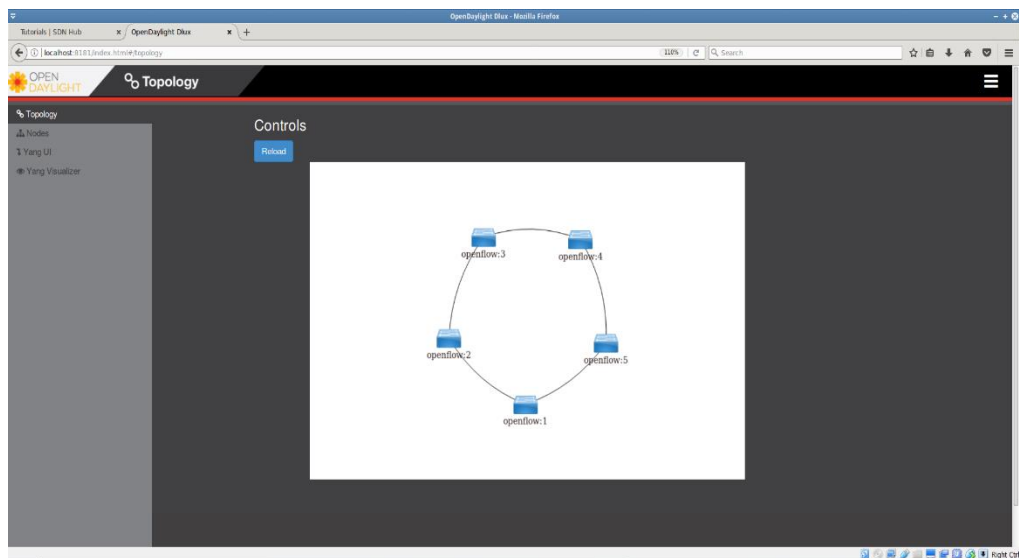 OpenDaylight Dlux - Mozilla Firefox
Tutorials | SDN Hub
OpenDaylight Dlux
localhost:8181/index.html#/topology
110%
Search
OPEN
DAYLIGHT
Topology
Topology
Nodes
Yang UI
Yang Visualizer
Controls
Reload
openflow:3
openflow:4
openflow:2
openflow:5
openflow:1
Right Ctrl